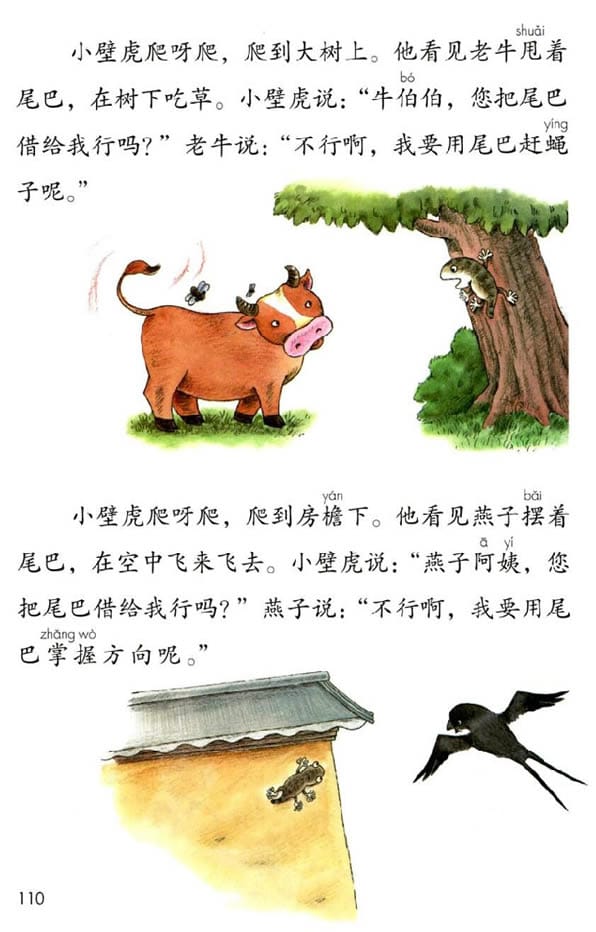 shuǎi
小壁虎爬呀爬，爬到大树上。他看见老牛甩着
bó
尾巴，在树下吃草。小壁虎说：“牛伯伯，您把尾巴
yíng
借给我行吗？”老牛说：“不行啊，我要用尾巴赶蝇
子呢。”
yán bǎi
小壁虎爬呀爬，爬到房檐下。他看见燕子摆着
ā yí
尾巴，在空中飞来飞去。小壁虎说：“燕子阿姨，您
把尾巴借给我行吗？”燕子说：“不行啊，我要用尾
zhǎng wò
巴掌握方向呢。”
110